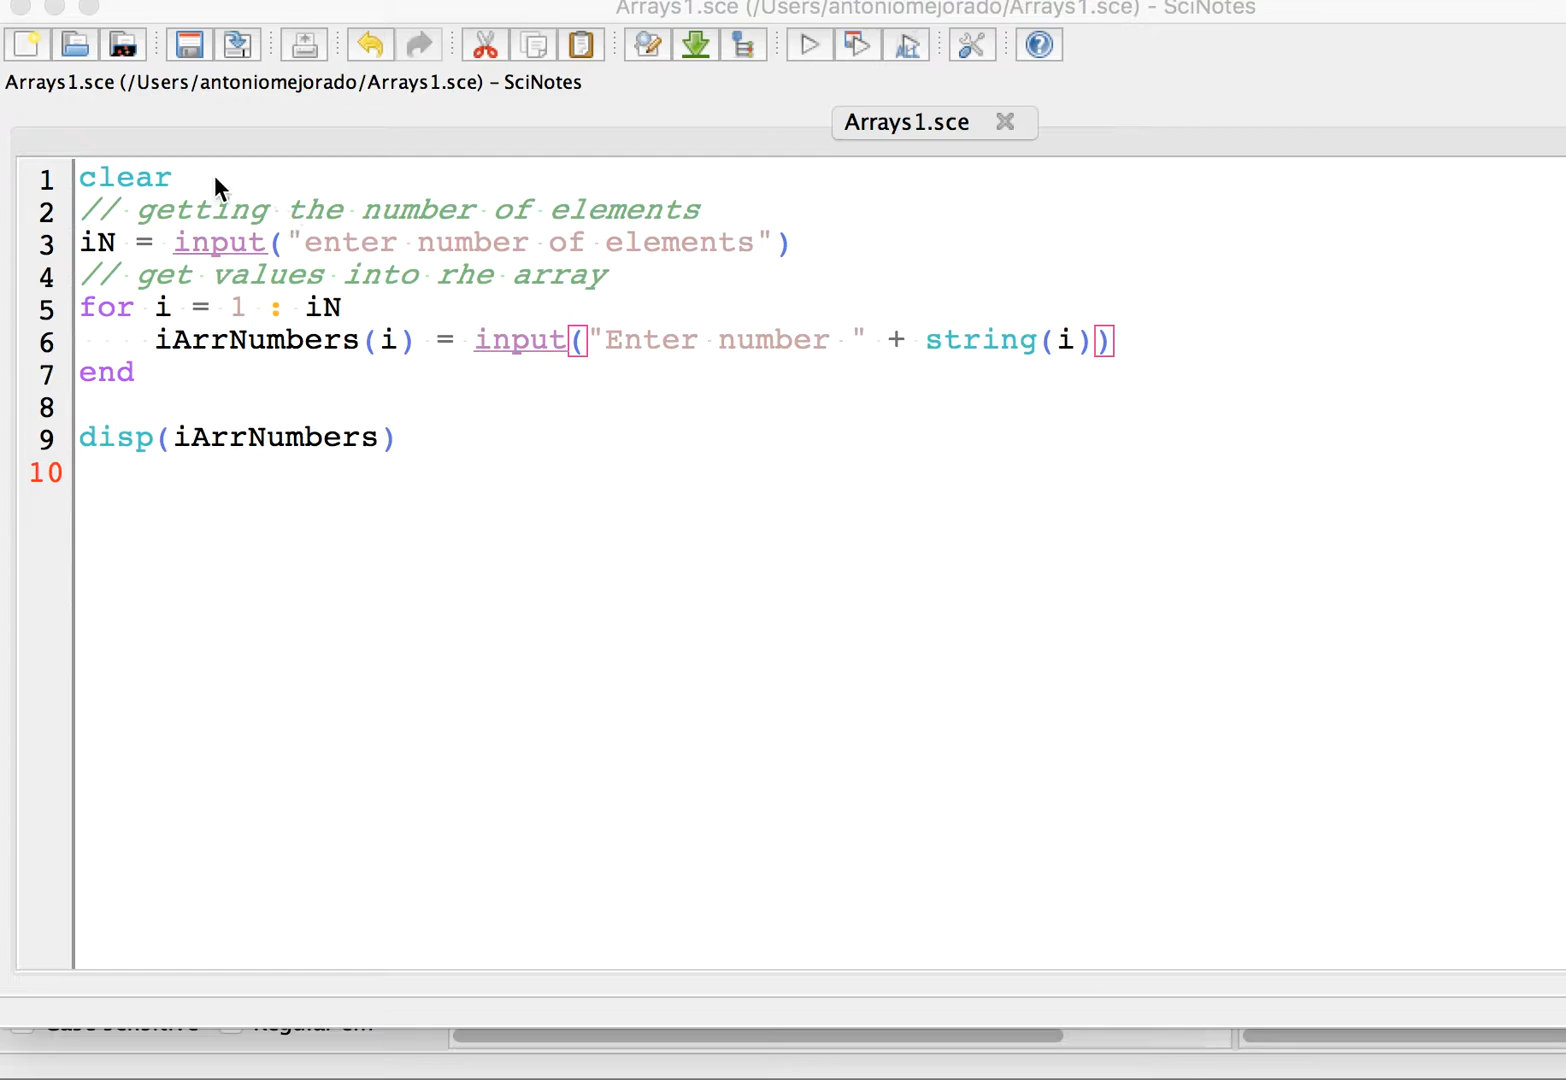 Arrays1.sce (/Users/antoniomejorado/Arrays1.sce) - SciNotes
Arrays1.sce (/Users/antoniomejorado/Arrays1.sce) - SciNotes
Arrays1.sce
1 clear
2 // getting the number of elements
3 iN = input("enter number of elements")
4 // get values into rhe array
5 for i = 1 : iN
6 iArrNumbers(i) = input("Enter number " + string(i))
7 end
8
9 disp(iArrNumbers)
10